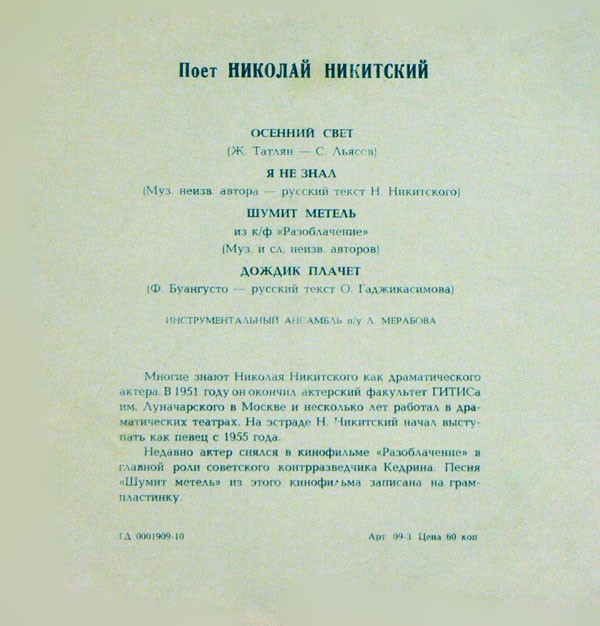 Поет НИКОЛАЙ НИКИТСКИЙ
ОСЕННИЙ СВЕТ
(Ж. Татлян — С. Льясов)
Я НЕ ЗНАЛ
(Муз. неизв. автора — русский текст Н. Никитского)
ШУМИТ МЕТЕЛЬ
из к/ф «Разоблачение»
(Муз. и сл. неизв. авторов)
ДОЖДИК ПЛАЧЕТ
(Ф. Буангусто — русский текст О. Гаджикасимова)
ИНСТРУМЕНТАЛЬНЫЙ АНСАМБЛЬ п/у Л. МЕРАБОВА
Многие знают Николая Никитского как драматического
актера. В 1951 году он окончил актерский факультет ГИТИСа
им. Луначарского в Москве и несколько лет работал в дра-
матических театрах. На эстраде Н. Никитский начал высту-
пать как певец с 1955 года.
Недавно актер снялся в кинофильме «Разоблачение» в
главной роли советского контрразведчика Кедрина. Песня
«Шумит метель» из этого кинофильма записана на грам-
пластинку.
ГД 0001909-10
Арт. 09-3 Цена 60 коп